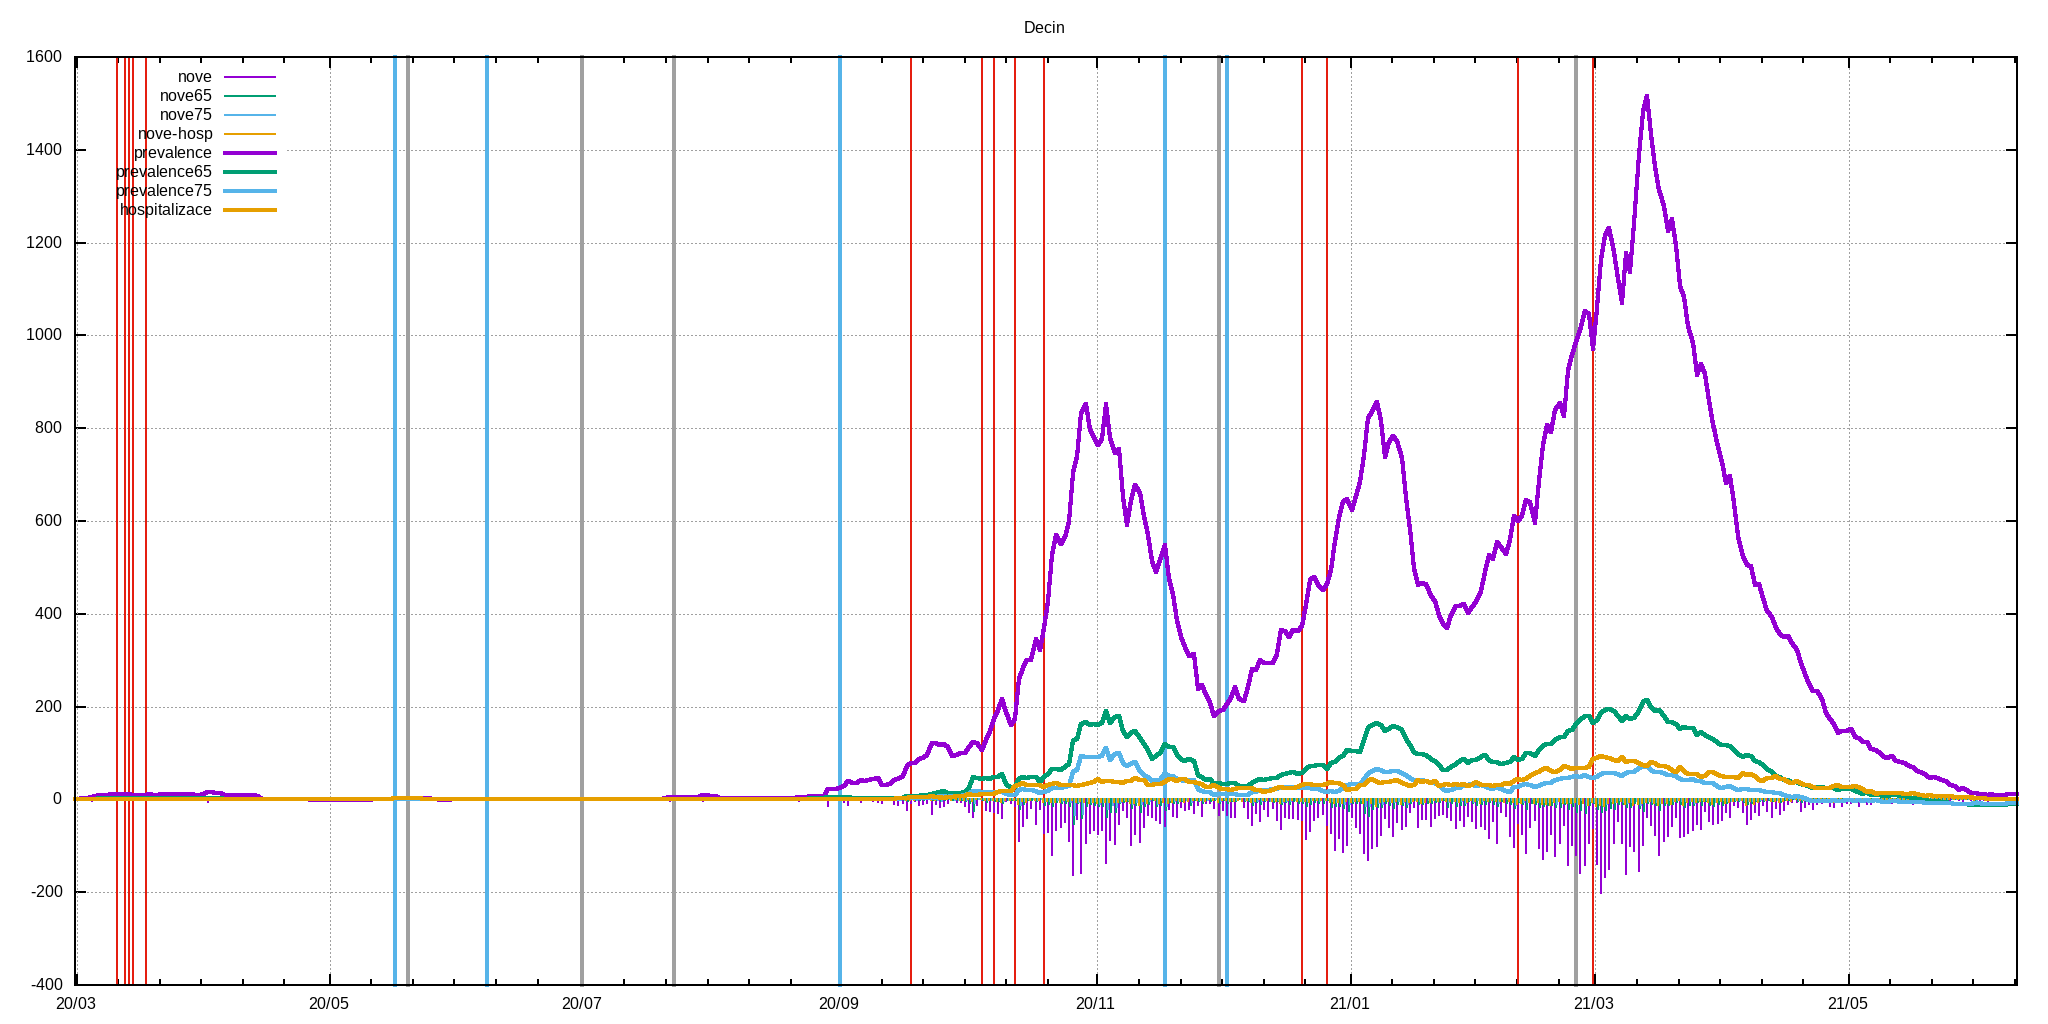 Decin
1600
1400
1200
1000
800
600
400
200
0
-200
-400
nove
nove65
nove75
nove-hosp
prevalence
prevalence65
prevalence75
hospitalizace
20/03 20/05 20/07 20/09 20/11 21/01 21/03 21/05